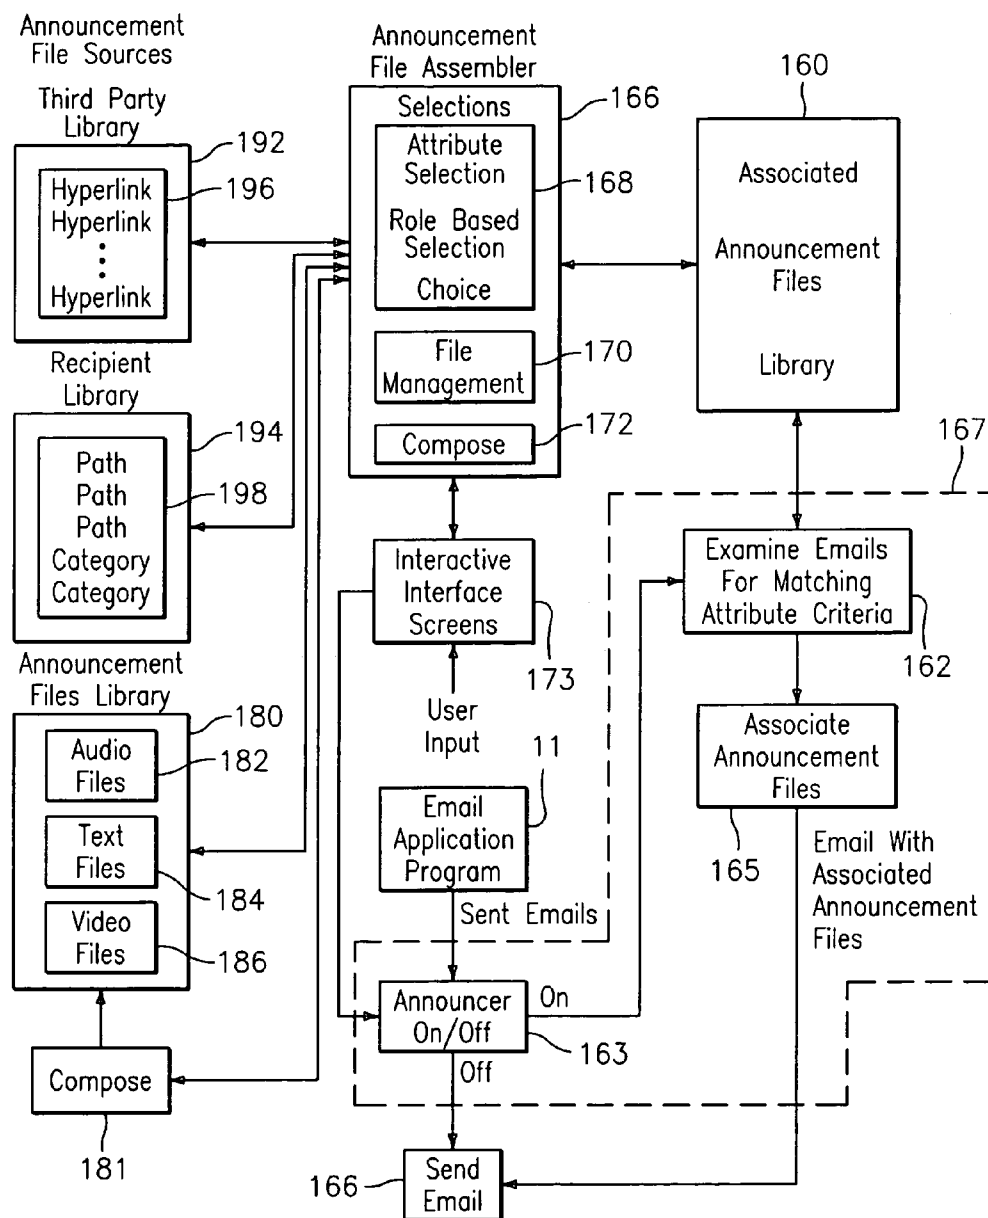 Announcement
File Sources
Third Party
Library
192
Hyperlink
196
Hyperlink
Hyperlink
Recipient
Library
194
Path
198
Path
Path
Category
Category
Announcement
Files Library
180
Audio
Files
182
Text
Files
184
Video
Files
186
Compose
181
Announcement
File Assembler
166
Selections
Attribute
Selection
168
Role Based
Selection
Choice
File
Management
170
Compose
172
Interactive
Interface
Screens
173
User
Input
11
Email
Application
Program
Sent Emails
Announcer
On/Off
On
163
Off
166
Send
Email
160
Associated
Announcement
Files
Library
167
Examine Emails
For Matching
Attribute Criteria
162
Associate
Announcement
Files
165
Email With
Associated
Announcement
Files